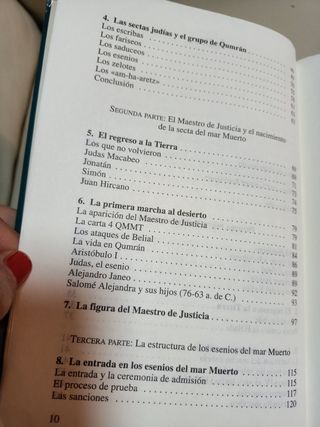 4. Las sectas judías y el grupo de Qumrán
Los escribas
Los fariseos
Los saduceos
Los esenios
Los zelotes
Los «am-ha-aretz»
Conclusión
SEGUNDA PARTE: El Maestro de Justicia y el nacimiento
de la secta del mar Muerto
5. El regreso a la Tierra
Los que no volvieron
Judas Macabeo
Jonatán
Simón
Juan Hircano
6. La primera marcha al desierto
La aparición del Maestro de Justicia
La carta 4 QMMT
Los ataques de Belial
La vida en Qumrán
Aristóbulo I
Judas, el esenio
Alejandro Janeo
Salomé Alejandra y sus hijos (76-63 a. de C.) 93
7. La figura del Maestro de Justicia 97
TERCERA PARTE: La estructura de los esenios del mar Muerto
8. La entrada en los esenios del mar Muerto 115
La entrada y la ceremonia de admisión 115
El proceso de prueba 117
Las sanciones 120
10